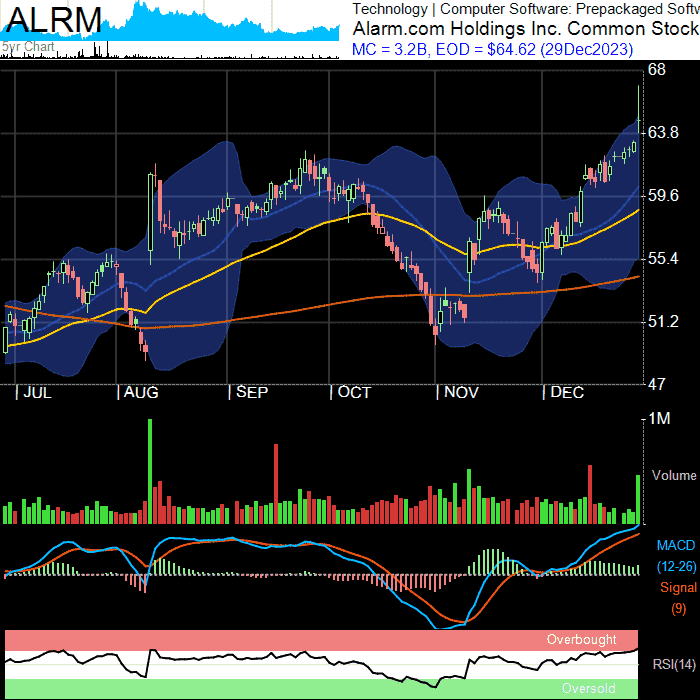 ALRM
5yr Chart
Technology | Computer Software: Prepackaged Softw
Alarm.com Holdings Inc. Common Stock
MC = 3.2B, EOD = $64.62 (29Dec2023)
68
63.8
59.6
55.4
51.2
47
| JUL | AUG | SEP | OCT | NOV | DEC
1M
Volume
MACD
(12-26)
Signal
(9)
Overbought
RSI(14)
Oversold